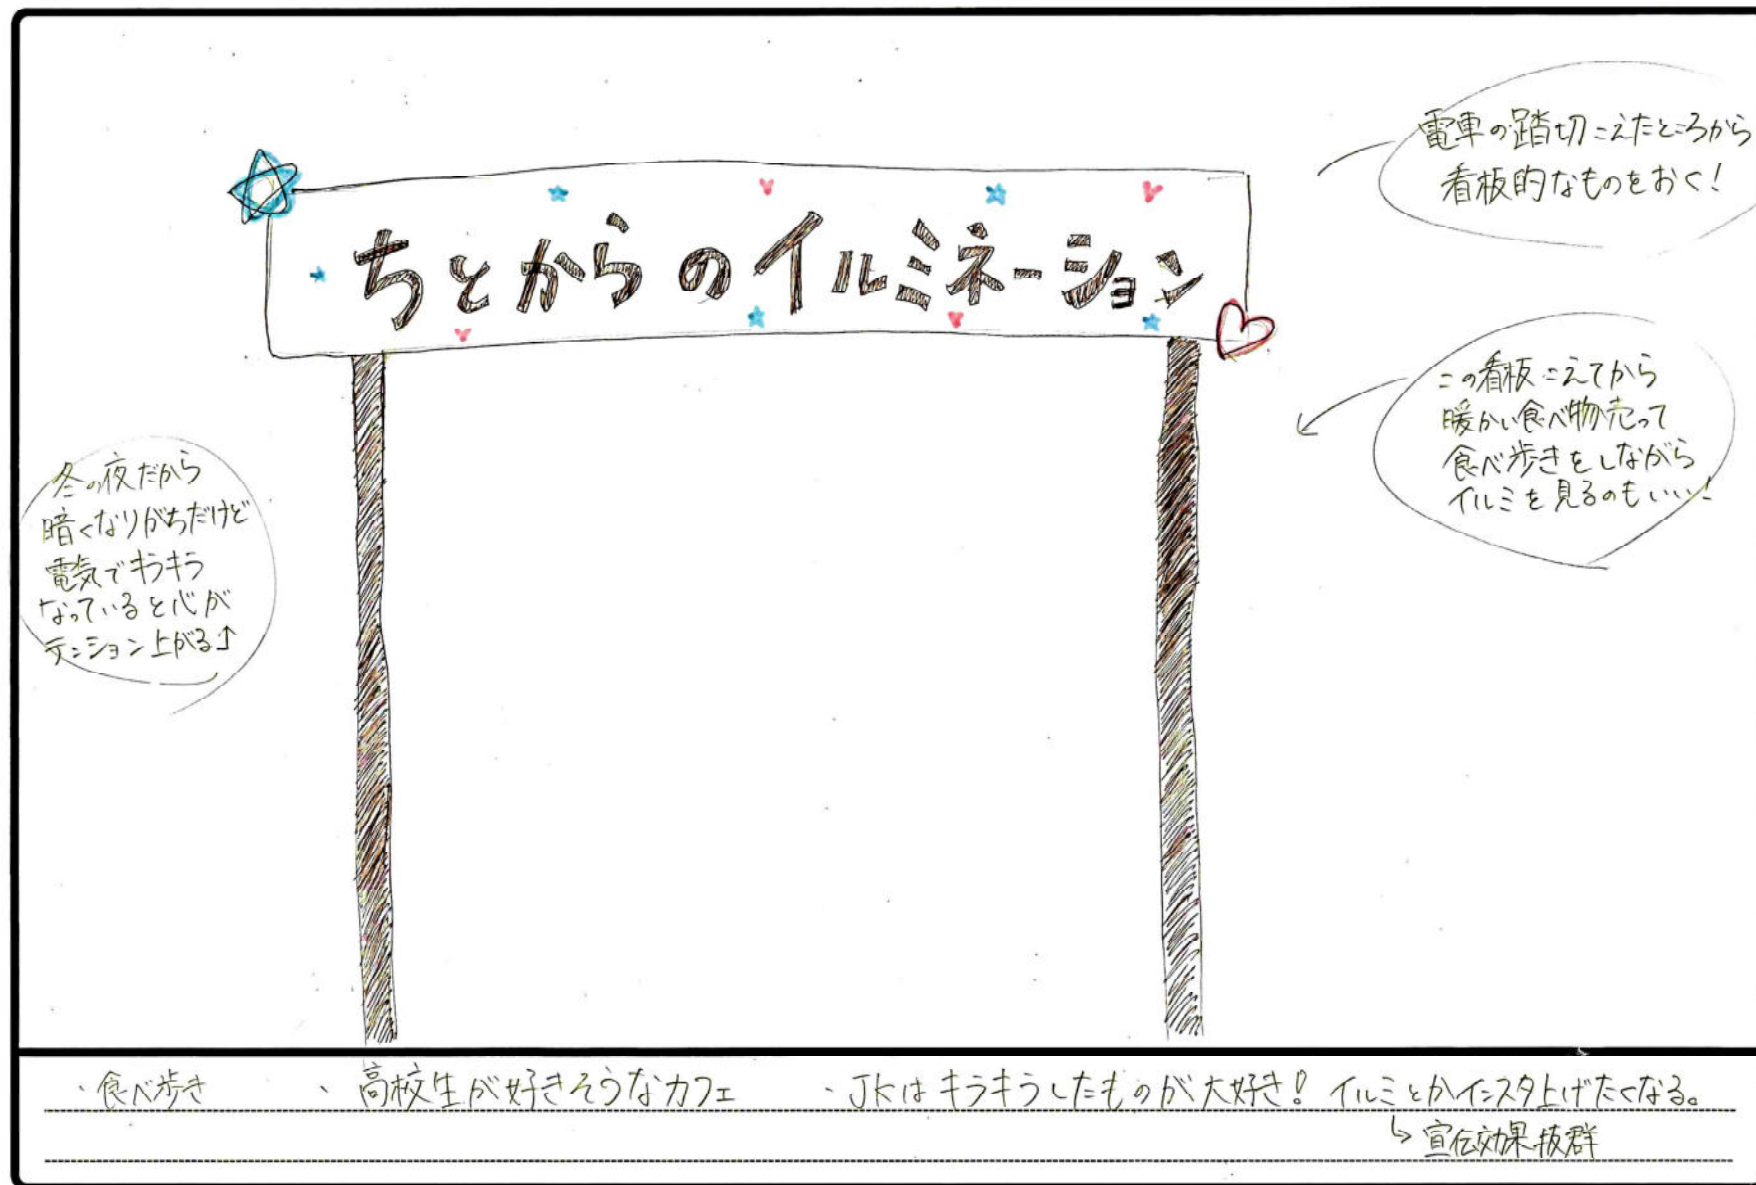 ちとからのイルミネーション
電車の踏切こえたところから
看板的なものをおく!
この看板こえてから
暖かい食べ物売って
食べ歩きをしながら
イルミを見るのもいい!
冬の夜だから
暗くなりがちだけど
電気でキラキラ
なっていると心が
テンション上がる↑
・食べ歩き ・高校生が好きそうなカフェ ・JKはキラキラしたものが大好き! イルミとかインスタ上げたくなる。
↳宣伝効果抜群